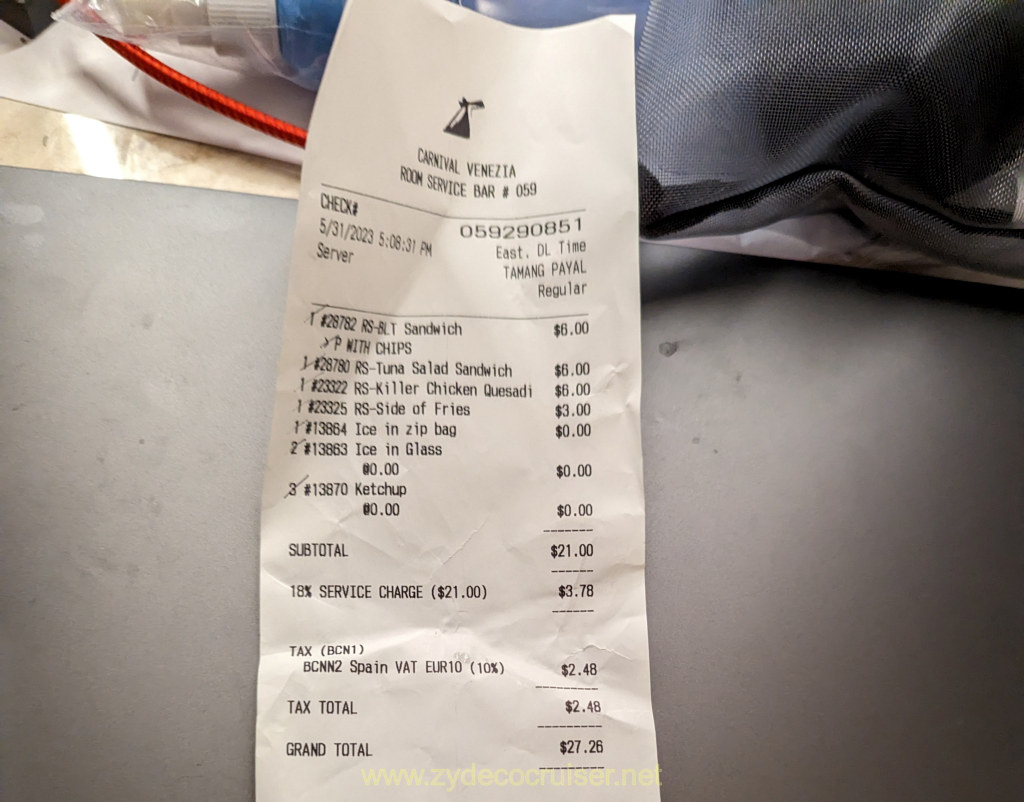 CARNIVAL VENEZIA
ROOM SERVICE BAR # 059
CHECK# 059290851
5/31/2023 5:08:31 PM East. DL Time
Server TAMANG PAYAL
Regular
1 #28782 RS-BLT Sandwich $6.00
>P WITH CHIPS
1 #28780 RS-Tuna Salad Sandwich $6.00
1 #23322 RS-Killer Chicken Quesadi $6.00
1 #23325 RS-Side of Fries $3.00
1 #13864 Ice in zip bag $0.00
2 #13863 Ice in Glass
@0.00 $0.00
3 #13870 Ketchup
@0.00 $0.00
SUBTOTAL $21.00
18% SERVICE CHARGE ($21.00) $3.78
TAX (BCN1)
BCNN2 Spain VAT EUR10 (10%) $2.48
TAX TOTAL $2.48
GRAND TOTAL $27.26
www.zydecocruiser.net